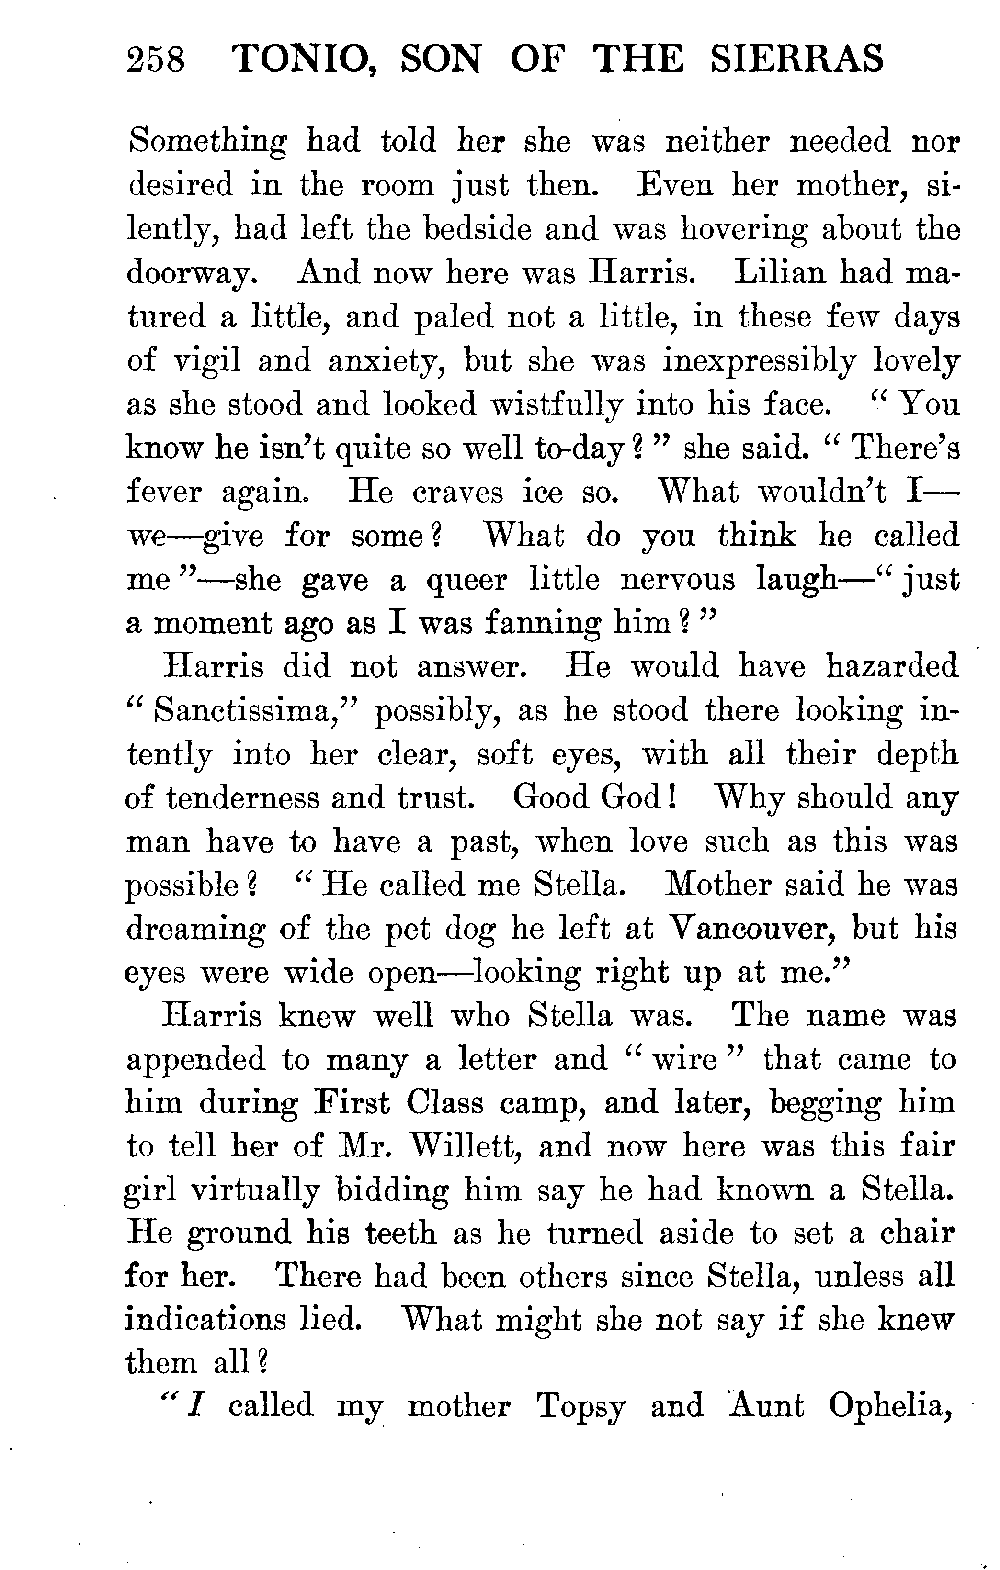 258 TONIO, SON OF THE SIERRAS
Something had told her she was neither needed nor
desired in the room just then. Even her mother, si-
lently, had left the bedside and was hovering about the
doorway. And now here was Harris. Lilian had ma-
tured a little, and paled not a little, in these few days
of vigil and anxiety, but she was inexpressibly lovely
as she stood and looked wistfully into his face. “ You
know he isn’t quite so well to-day ? ” she said. “ There’s
fever again. He craves ice so. What wouldn’t I—
we—give for some ? What do you think he called
me ”—she gave a queer little nervous laugh—“ just
a moment ago as I was fanning him ? ”
Harris did not answer. He would have hazarded
“ Sanctissima,” possibly, as he stood there looking in-
tently into her clear, soft eyes, with all their depth
of tenderness and trust. Good God ! Why should any
man have to have a past, when love such as this was
possible ? “ He called me Stella. Mother said he was
dreaming of the pet dog he left at Vancouver, but his
eyes were wide open—looking right up at me.”
Harris knew well who Stella was. The name was
appended to many a letter and “ wire ” that came to
him during First Class camp, and later, begging him
to tell her of Mr. Willett, and now here was this fair
girl virtually bidding him say he had known a Stella.
He ground his teeth as he turned aside to set a chair
for her. There had been others since Stella, unless all
indications lied. What might she not say if she knew
them all ?
“ I called my mother Topsy and Aunt Ophelia,